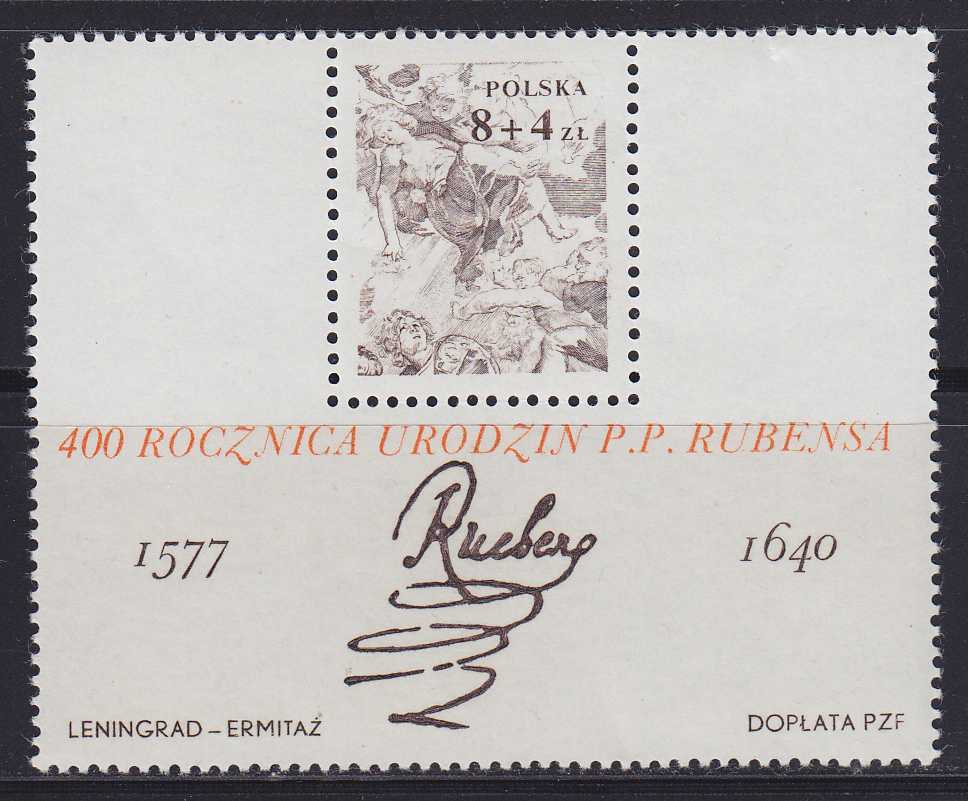 POLSKA
8+4 ZŁ
400 ROCZNICA URODZIN P.P. RUBENSA
1577
1640
LENINGRAD – ERMITAŻ
DOPŁATA PZF